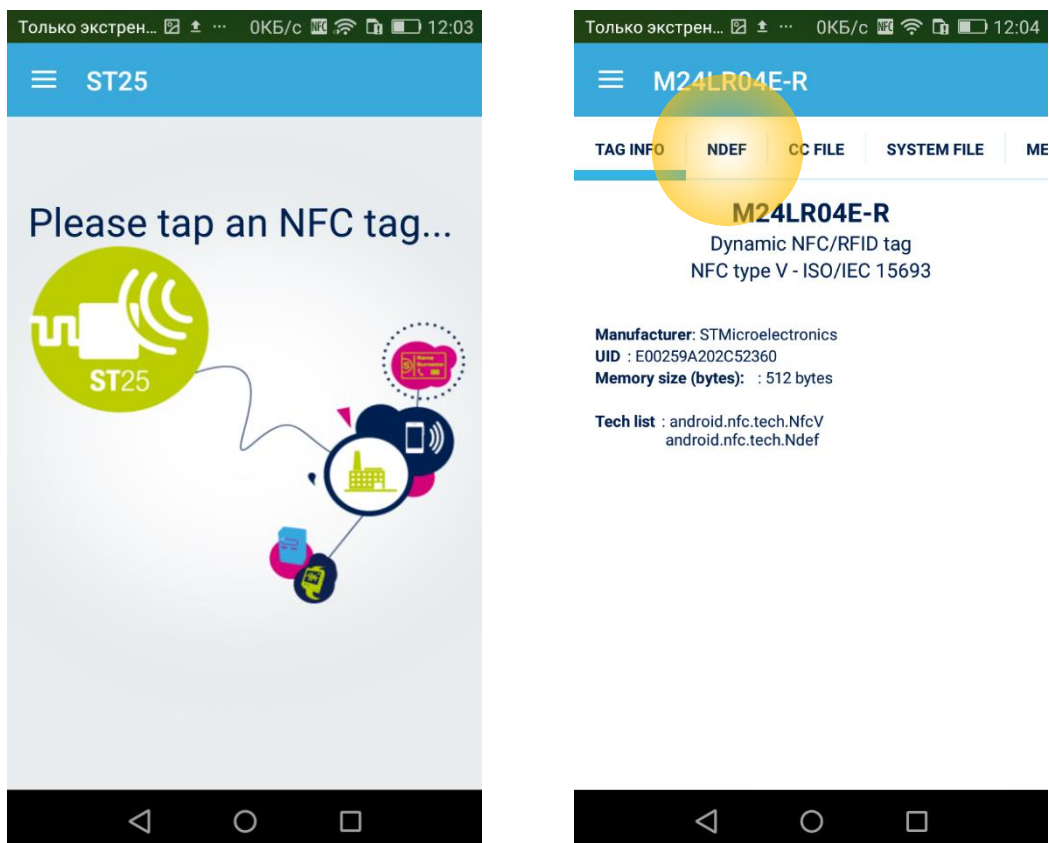 Только экстрен... ... 0КБ/с NFC 12:03
ST25
Please tap an NFC tag...
ST25
Только экстрен... ... 0КБ/с NFC 12:04
M24LR04E-R
TAG INFO NDEF CC FILE SYSTEM FILE ME
M24LR04E-R
Dynamic NFC/RFID tag
NFC type V - ISO/IEC 15693
Manufacturer: STMicroelectronics
UID : E00259A202C52360
Memory size (bytes): : 512 bytes
Tech list : android.nfc.tech.NfcV
android.nfc.tech.Ndef